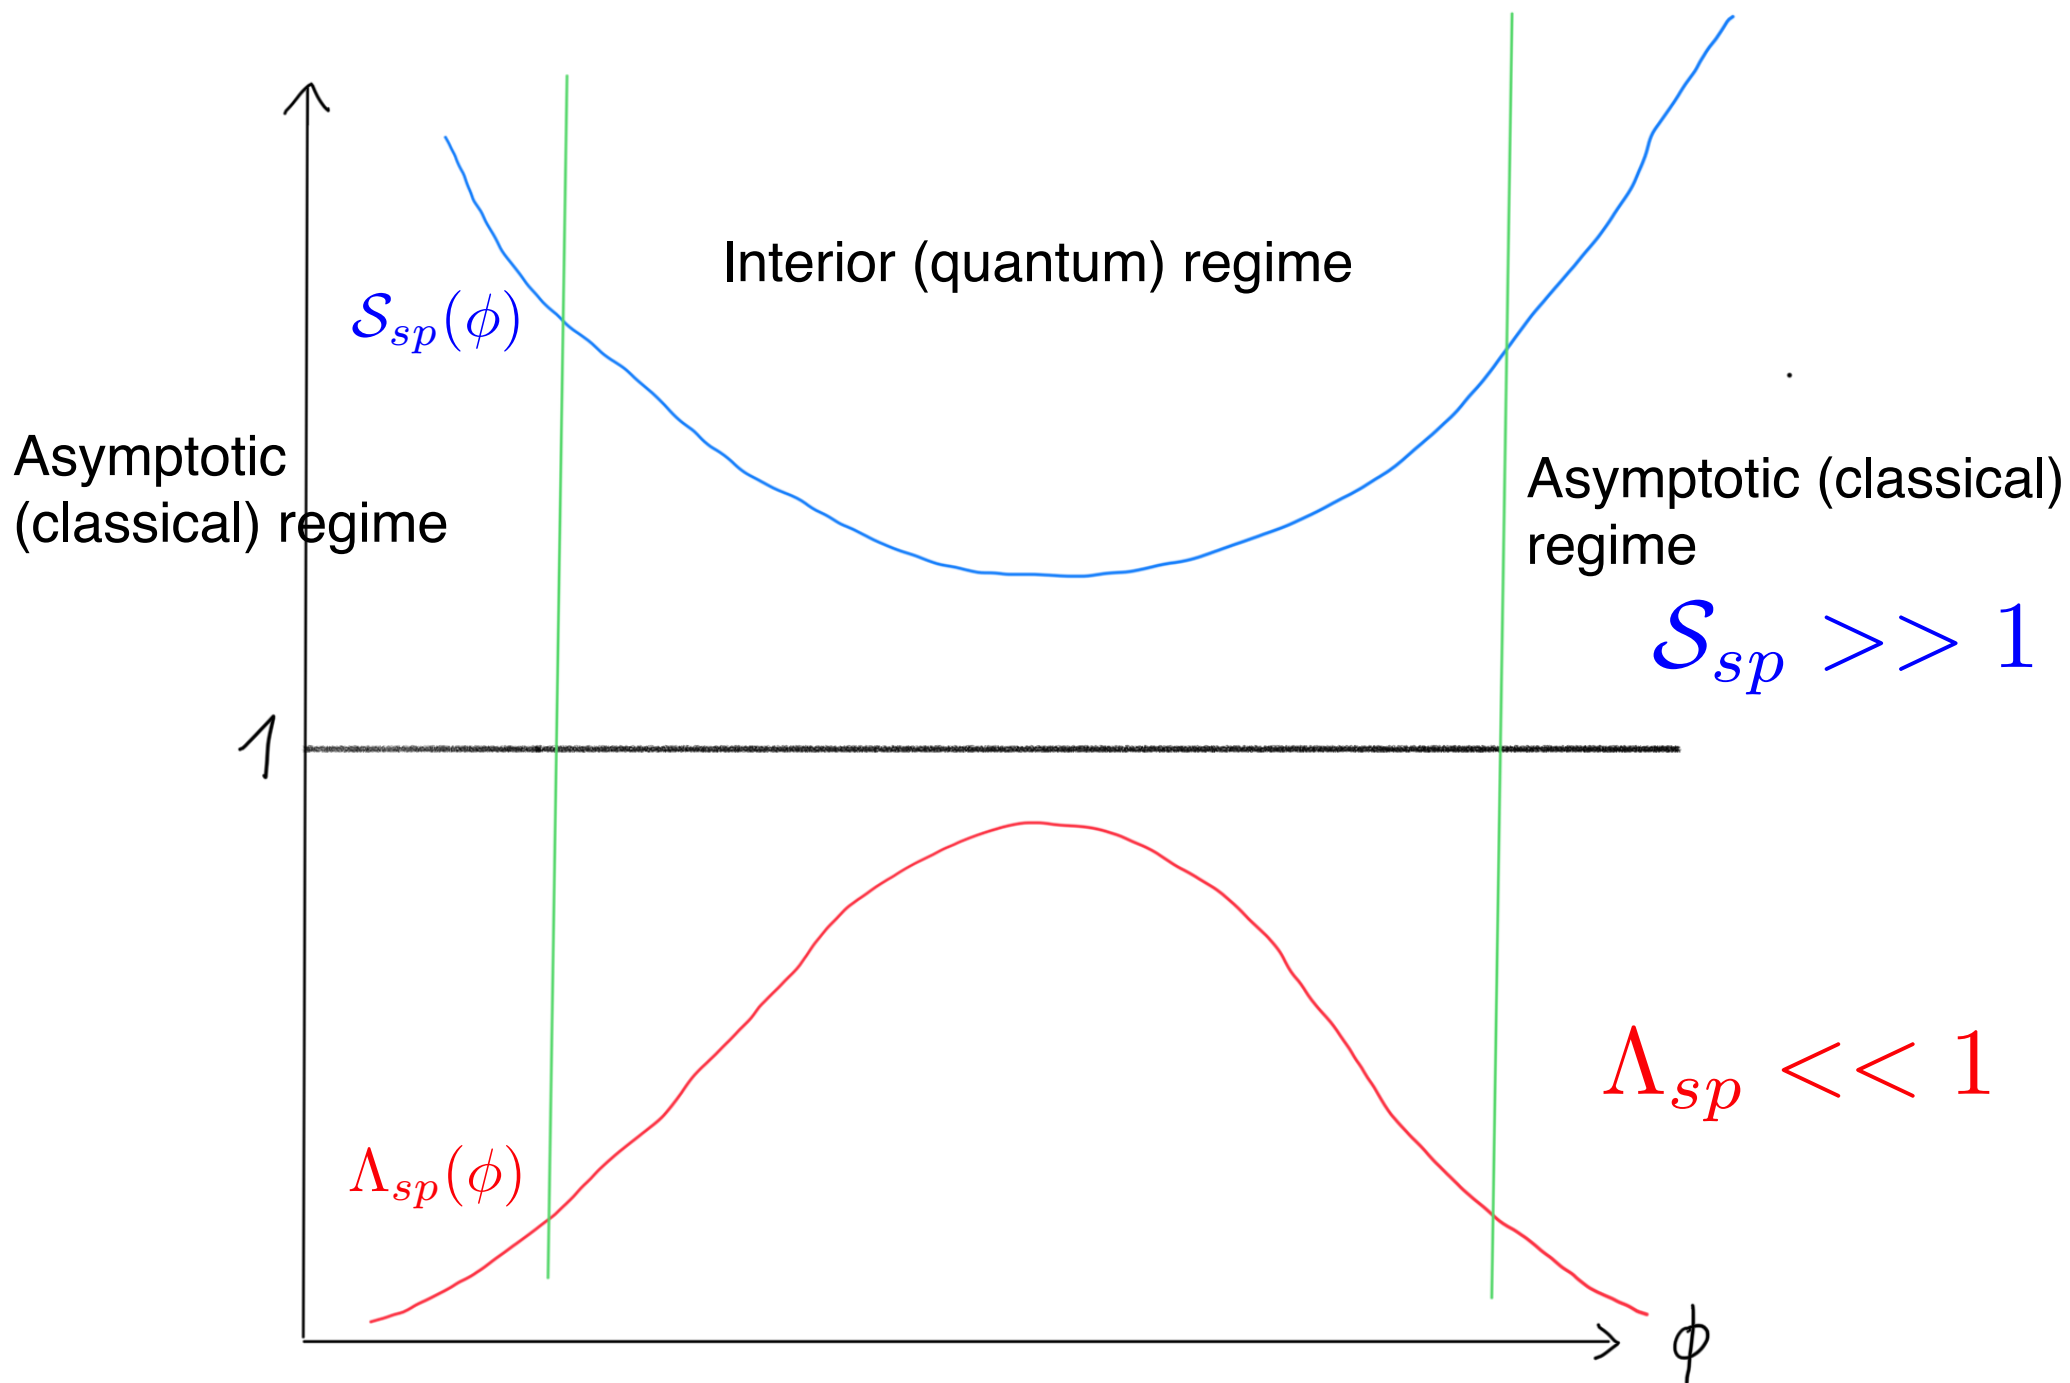 Interior (quantum) regime
𝒮ₛₚ(ϕ)
Asymptotic
(classical) regime
Asymptotic (classical)
regime
𝒮ₛₚ >> 1
1
Λₛₚ << 1
Λₛₚ(ϕ)
ϕ